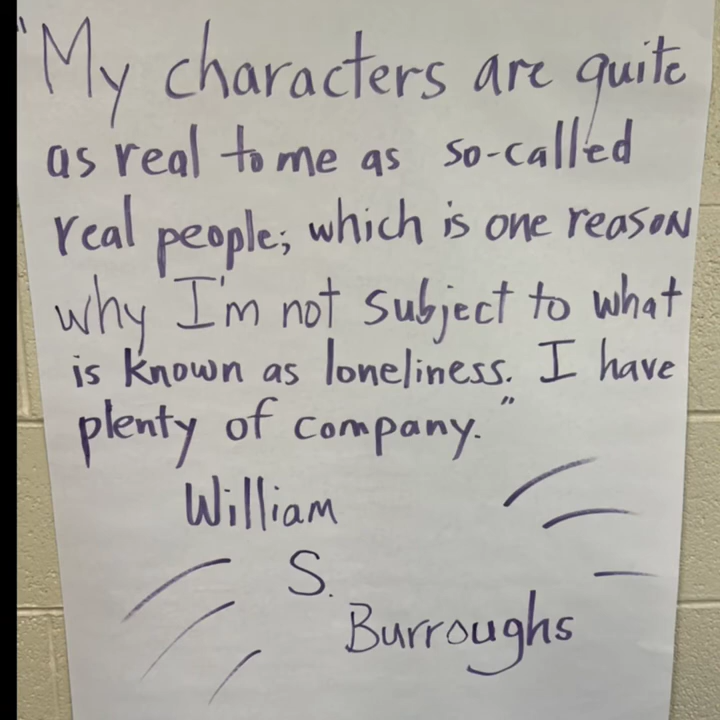 "My characters are quite
as real to me as so-called
real people; which is one reason
why I'm not subject to what
is known as loneliness. I have
plenty of company."
William
S.
Burroughs